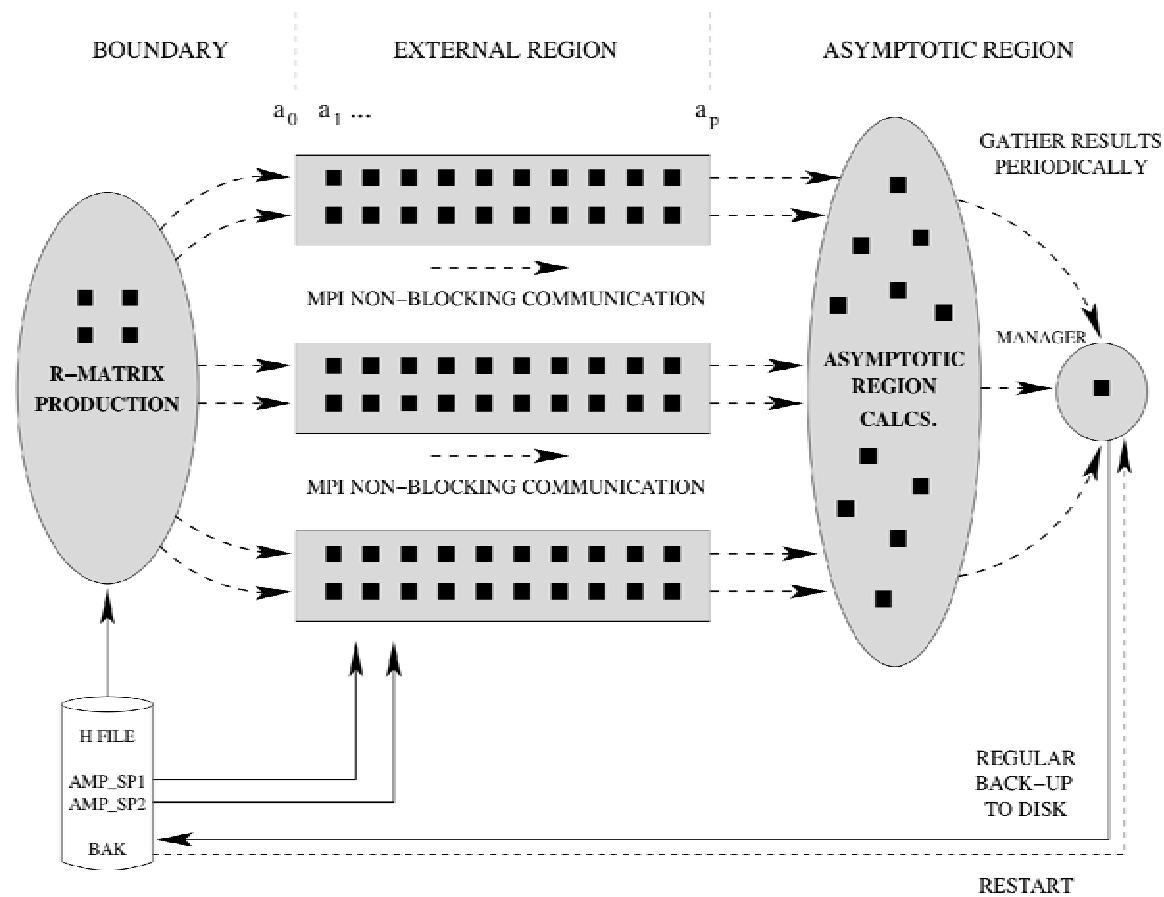 BOUNDARY
EXTERNAL REGION
ASYMPTOTIC REGION
a0 a1 ... ap
GATHER RESULTS
PERIODICALLY
MPI NON−BLOCKING COMMUNICATION
MANAGER
R−MATRIX
PRODUCTION
ASYMPTOTIC
REGION
CALCS.
MPI NON−BLOCKING COMMUNICATION
H FILE
AMP_SP1
AMP_SP2
BAK
REGULAR
BACK−UP
TO DISK
RESTART